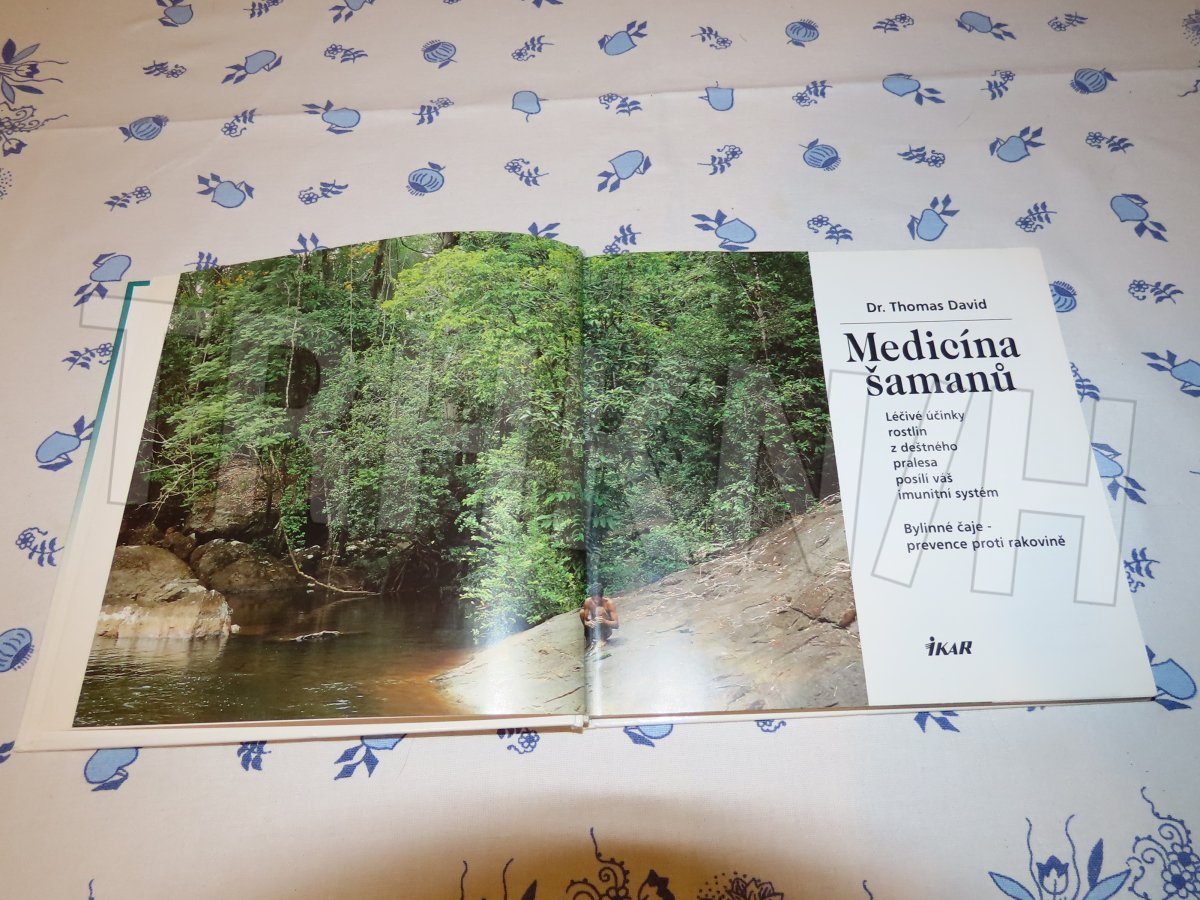 Dr. Thomas David
Medicína
šamanů
Léčivé účinky
rostlin
z deštného
pralesa
posílí váš
imunitní systém
Bylinné čaje -
prevence proti rakovině
IKAR